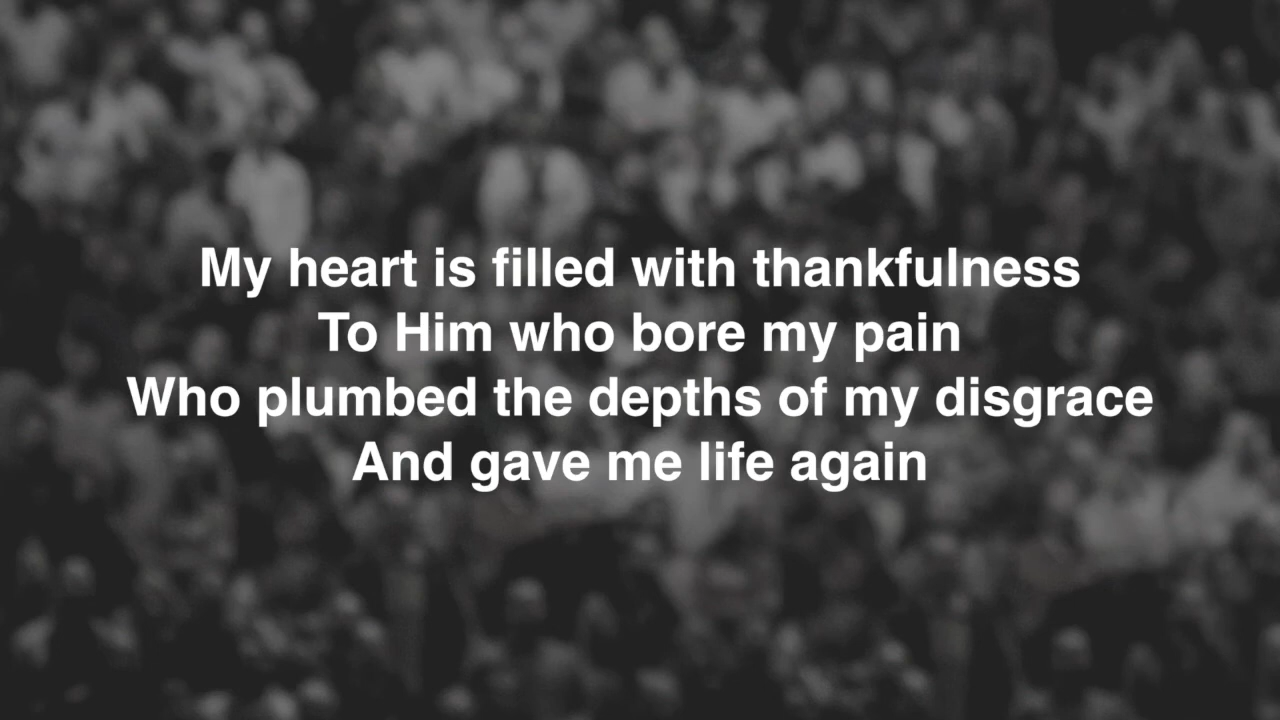 My heart is filled with thankfulness
To Him who bore my pain
Who plumbed the depths of my disgrace
And gave me life again